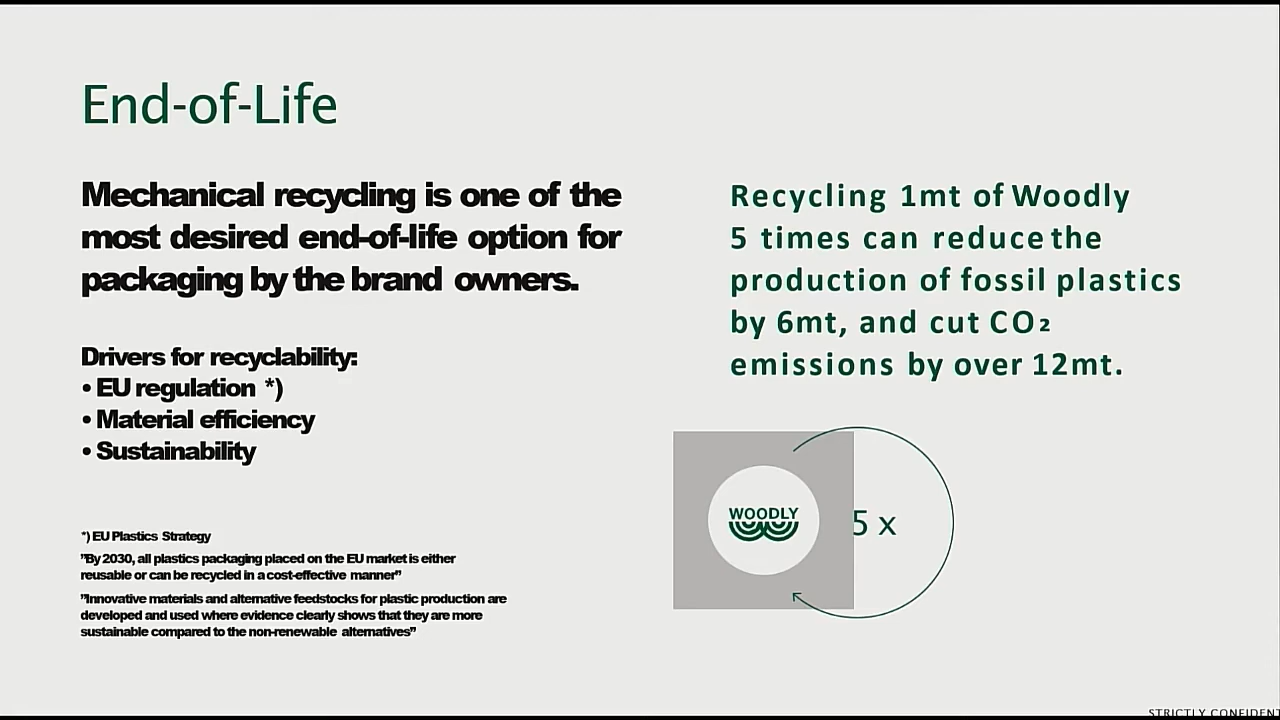 End-of-Life
Mechanical recycling is one of the
most desired end-of-life option for
packaging by the brand owners.
Drivers for recyclability:
• EU regulation *)
• Material efficiency
• Sustainability
*) EU Plastics Strategy
”By 2030, all plastics packaging placed on the EU market is either
reusable or can be recycled in a cost-effective manner”
”Innovative materials and alternative feedstocks for plastic production are
developed and used where evidence clearly shows that they are more
sustainable compared to the non-renewable alternatives”
Recycling 1mt of Woodly
5 times can reduce the
production of fossil plastics
by 6mt, and cut CO₂
emissions by over 12mt.
WOODLY
5 x
STRICTLY CONFIDENT